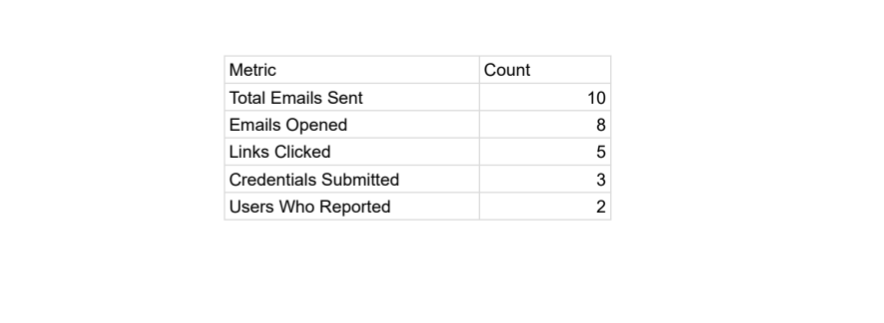 Metric Count
Total Emails Sent 10
Emails Opened 8
Links Clicked 5
Credentials Submitted 3
Users Who Reported 2